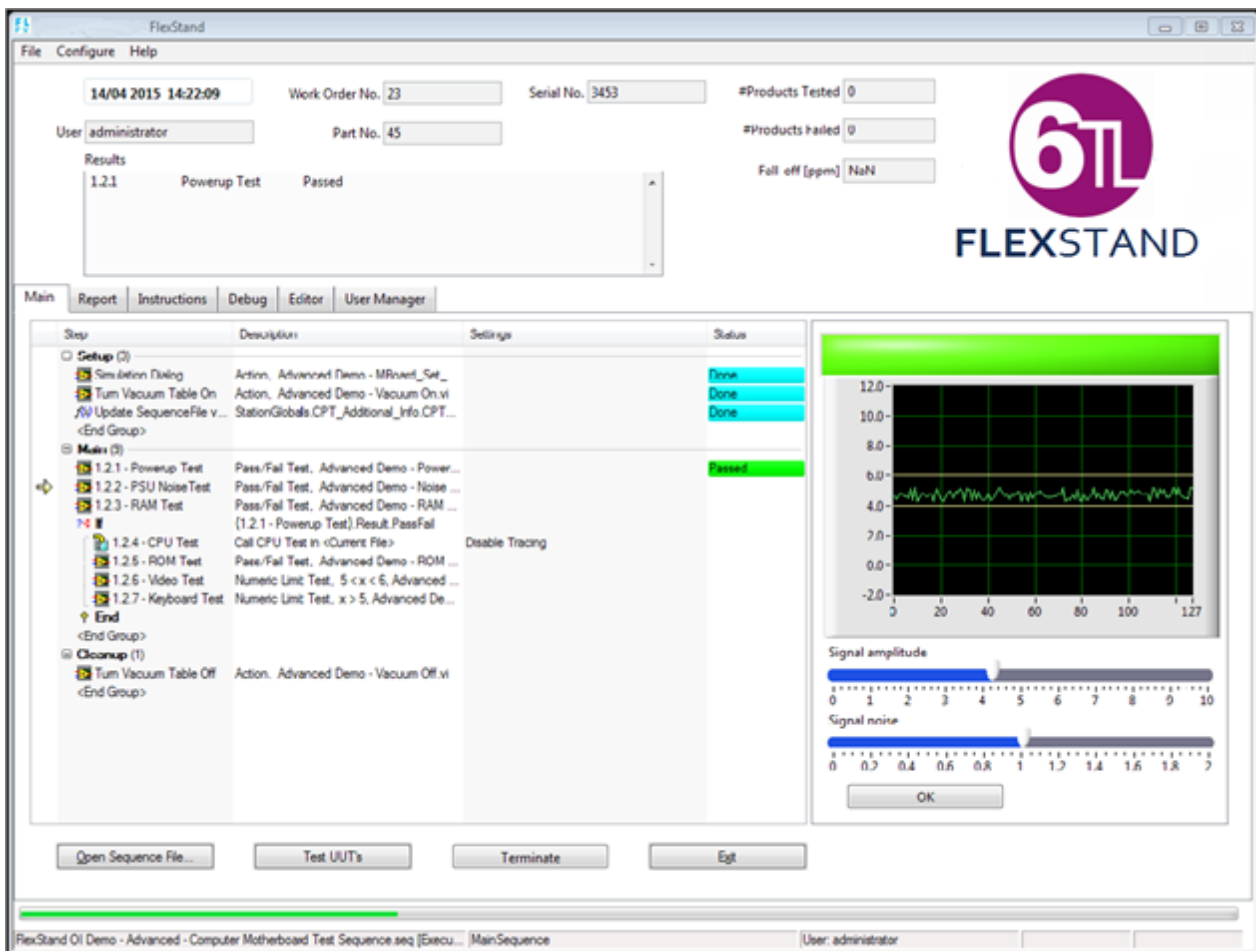 FlexStand
File Configure Help
14/04 2015 14:22:09
Work Order No. 23
Serial No. 3453
#Products Tested 0
User administrator
Part No. 45
#Products Failed 0
Results
Fall off [ppm] NaN
1.2.1 Powerup Test Passed
6TL
FLEXSTAND
Main Report Instructions Debug Editor User Manager
Step Description Settings Status
Setup (3)
Simulation Dialog Action, Advanced Demo - MBoard_Set_ Done
Turn Vacuum Table On Action, Advanced Demo - Vacuum On.vi Done
Update SequenceFile v... StationGlobals.CPT_Additional_Info.CPT... Done
<End Group>
Main (9)
1.2.1 - Powerup Test Pass/Fail Test, Advanced Demo - Power... Passed
1.2.2 - PSU Noise Test Pass/Fail Test, Advanced Demo - Noise ...
1.2.3 - RAM Test Pass/Fail Test, Advanced Demo - RAM ...
If {1.2.1 - Powerup Test}.Result.PassFail
1.2.4 - CPU Test Call CPU Test in <Current File> Disable Tracing
1.2.5 - ROM Test Pass/Fail Test, Advanced Demo - ROM ...
1.2.6 - Video Test Numeric Limit Test, 5 < x < 6, Advanced ...
1.2.7 - Keyboard Test Numeric Limit Test, x > 5, Advanced De...
End
<End Group>
Cleanup (1)
Turn Vacuum Table Off Action, Advanced Demo - Vacuum Off.vi
<End Group>
12.0
10.0
8.0
6.0
4.0
2.0
0.0
-2.0
0 20 40 60 80 100 127
Signal amplitude
0 1 2 3 4 5 6 7 8 9 10
Signal noise
0 0.2 0.4 0.6 0.8 1 1.2 1.4 1.6 1.8 2
OK
Open Sequence File... Test UUT's Terminate Exit
FlexStand OI Demo - Advanced - Computer Motherboard Test Sequence.seq [Execu... MainSequence User: administrator